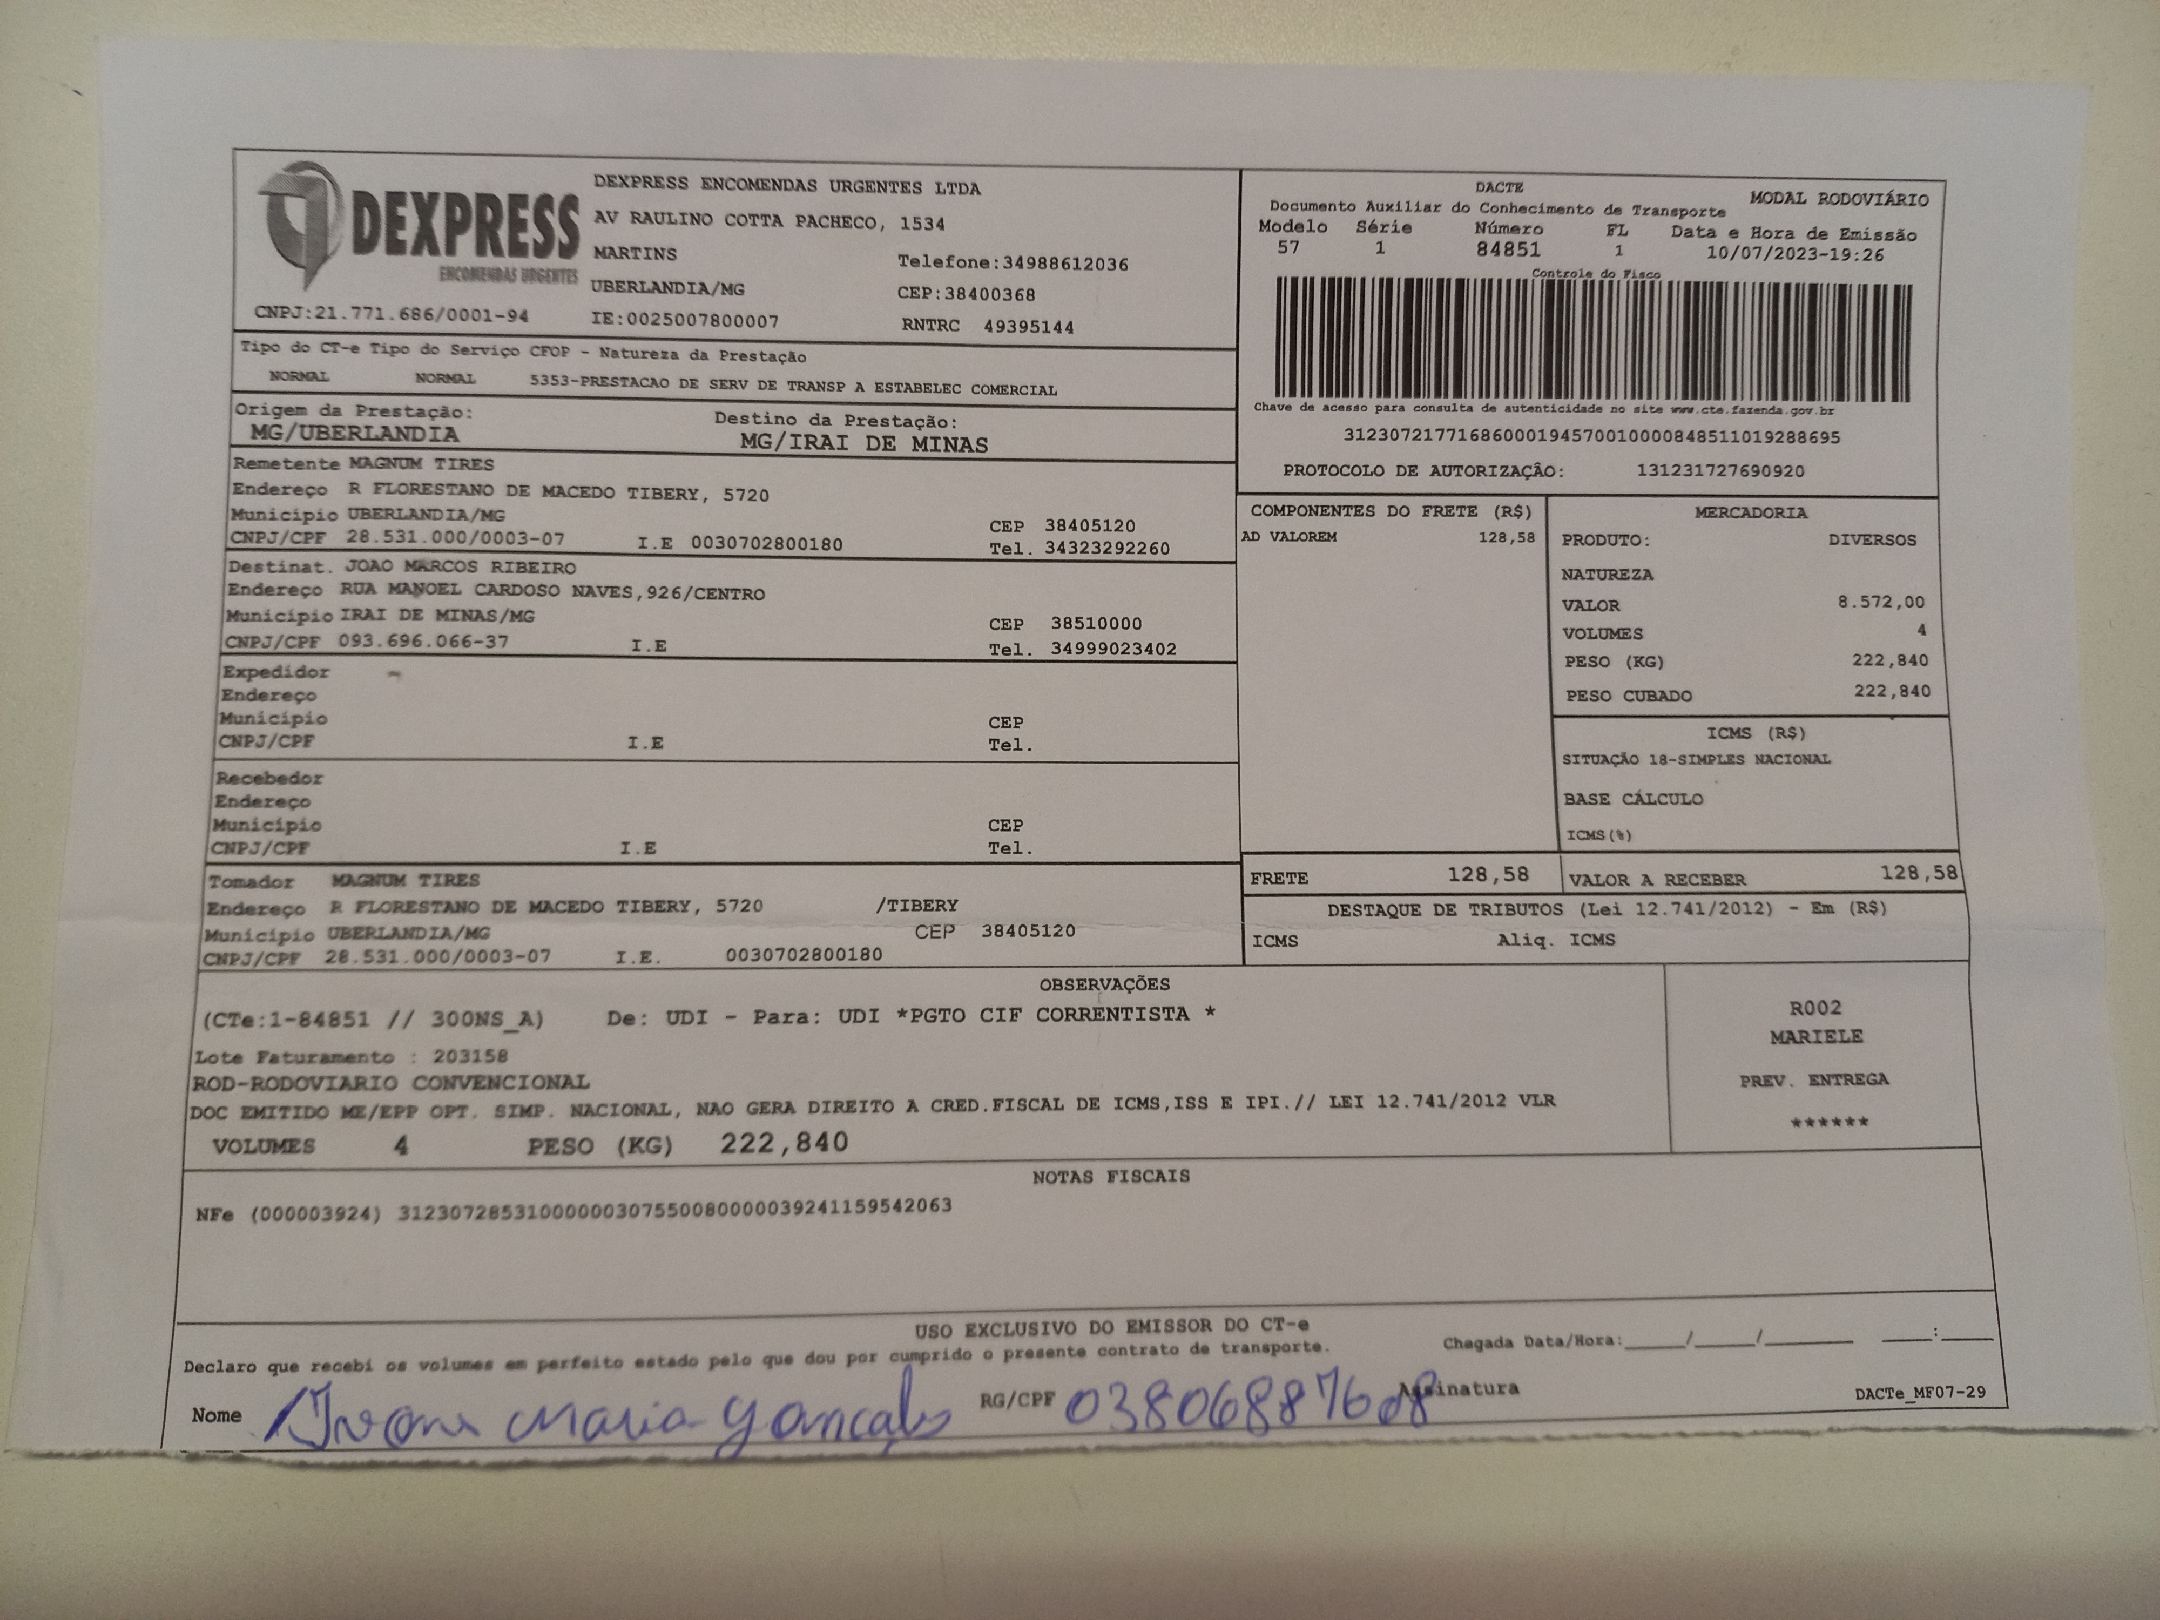 DEXPRESS
ENCOMENDAS URGENTES
DEXPRESS ENCOMENDAS URGENTES LTDA
AV RAULINO COTTA PACHECO, 1534
MARTINS Telefone:34988612036
UBERLANDIA/MG CEP:38400368
CNPJ:21.771.686/0001-94 IE:0025007800007 RNTRC 49395144
DACTE MODAL RODOVIÁRIO
Documento Auxiliar do Conhecimento de Transporte
Modelo Série Número FL Data e Hora de Emissão
57 1 84851 1 10/07/2023-19:26
Controle do Fisco
Chave de acesso para consulta de autenticidade no site www.cte.fazenda.gov.br
31230721771686000194570010000848511019288695
PROTOCOLO DE AUTORIZAÇÃO: 131231727690920
Tipo do CT-e Tipo do Serviço CFOP - Natureza da Prestação
NORMAL NORMAL 5353-PRESTACAO DE SERV DE TRANSP A ESTABELEC COMERCIAL
Origem da Prestação: Destino da Prestação:
MG/UBERLANDIA MG/IRAI DE MINAS
Remetente MAGNUM TIRES
Endereço R FLORESTANO DE MACEDO TIBERY, 5720
Município UBERLANDIA/MG CEP 38405120
CNPJ/CPF 28.531.000/0003-07 I.E 0030702800180 Tel. 34323292260
Destinat. JOAO MARCOS RIBEIRO
Endereço RUA MANOEL CARDOSO NAVES,926/CENTRO
Município IRAI DE MINAS/MG CEP 38510000
CNPJ/CPF 093.696.066-37 I.E Tel. 34999023402
Expedidor
Endereço
Município CEP
CNPJ/CPF I.E Tel.
Recebedor
Endereço
Município CEP
CNPJ/CPF I.E Tel.
Tomador MAGNUM TIRES
Endereço R FLORESTANO DE MACEDO TIBERY, 5720 /TIBERY
Município UBERLANDIA/MG CEP 38405120
CNPJ/CPF 28.531.000/0003-07 I.E. 0030702800180
COMPONENTES DO FRETE (R$)
AD VALOREM 128,58
MERCADORIA
PRODUTO: DIVERSOS
NATUREZA
VALOR 8.572,00
VOLUMES 4
PESO (KG) 222,840
PESO CUBADO 222,840
ICMS (R$)
SITUAÇÃO 18-SIMPLES NACIONAL
BASE CÁLCULO
ICMS(%)
FRETE 128,58 VALOR A RECEBER 128,58
DESTAQUE DE TRIBUTOS (Lei 12.741/2012) - Em (R$)
ICMS Aliq. ICMS
OBSERVAÇÕES
(CTe:1-84851 // 300NS_A) De: UDI - Para: UDI *PGTO CIF CORRENTISTA *
Lote Faturamento : 203158
ROD-RODOVIARIO CONVENCIONAL
DOC EMITIDO ME/EPP OPT. SIMP. NACIONAL, NAO GERA DIREITO A CRED.FISCAL DE ICMS,ISS E IPI.// LEI 12.741/2012 VLR
VOLUMES 4 PESO (KG) 222,840
R002
MARIELE
PREV. ENTREGA
******
NOTAS FISCAIS
NFe (000003924) 31230728531000000307550080000039241159542063
USO EXCLUSIVO DO EMISSOR DO CT-e
Declaro que recebi os volumes em perfeito estado pelo que dou por cumprido o presente contrato de transporte.
Chegada Data/Hora:_____/_____/_______ ____:____
Nome Maria Gonçalves RG/CPF 03806887608 Assinatura
DACTe_MF07-29